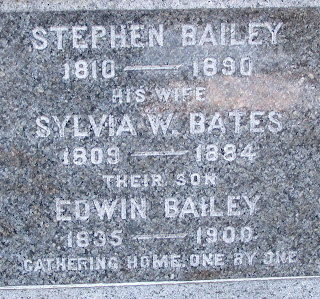 STEPHEN BAILEY
1810 — 1890
HIS WIFE
SYLVIA W. BATES
1809 — 1884
THEIR SON
EDWIN BAILEY
1835 — 1900
GATHERING HOME ONE BY ONE